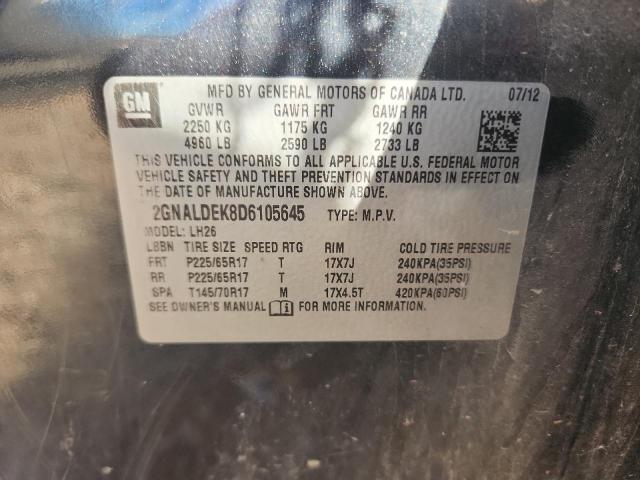 GM
MFD BY GENERAL MOTORS OF CANADA LTD. 07/12
GVWR GAWR FRT GAWR RR
2250 KG 1175 KG 1240 KG
4960 LB 2590 LB 2733 LB
THIS VEHICLE CONFORMS TO ALL APPLICABLE U.S. FEDERAL MOTOR
VEHICLE SAFETY AND THEFT PREVENTION STANDARDS IN EFFECT ON
THE DATE OF MANUFACTURE SHOWN ABOVE.
2GNALDEK8D6105645 TYPE: M.P.V.
MODEL: LH26
L8BN TIRE SIZE SPEED RTG RIM COLD TIRE PRESSURE
FRT P225/65R17 T 17X7J 240KPA(35PSI)
RR P225/65R17 T 17X7J 240KPA(35PSI)
SPA T145/70R17 M 17X4.5T 420KPA(60PSI)
SEE OWNER'S MANUAL FOR MORE INFORMATION.